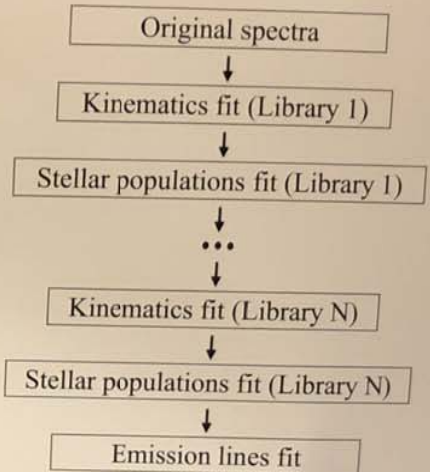 Original spectra
Kinematics fit (Library 1)
Stellar populations fit (Library 1)
...
Kinematics fit (Library N)
Stellar populations fit (Library N)
Emission lines fit